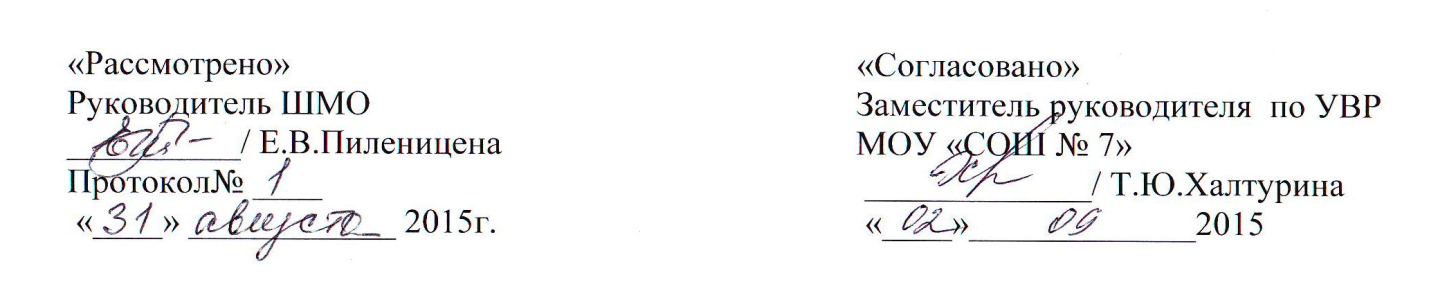 «Рассмотрено»
Руководитель ШМО
/ Е.В.Пиленицена
Протокол№ 1
«31» августа 2015г.
«Согласовано»
Заместитель руководителя по УВР
МОУ «СОШ № 7»
/ Т.Ю.Халтурина
«02» 09 2015